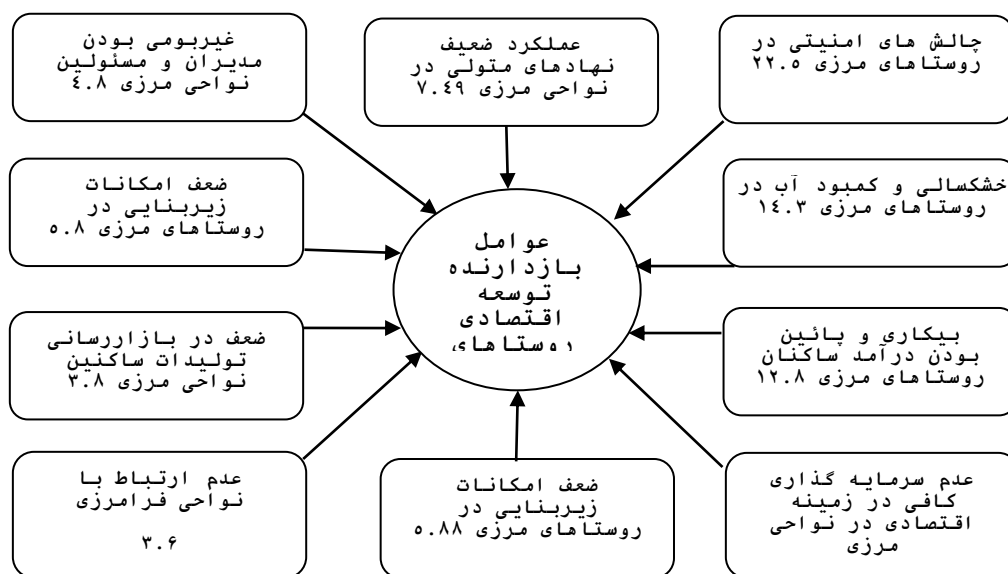 چالش های امنیتی در
روستاهای مرزی ۲۲.۵
عملکرد ضعیف
نهادهای متولی در
نواحی مرزی ۷.٤۹
غیربومی بودن
مدیران و مسئولین
نواحی مرزی ٤.۸
خشکسالی و کمبود آب در
روستاهای مرزی ۱٤.۳
ضعف امکانات
زیربنایی در
روستاهای مرزی ۵.۸
عوامل
بازدارنده
توسعه
اقتصادی
روستاهای
بیکاری و پائین
بودن درآمد ساکنان
روستاهای مرزی ۱۲.۸
ضعف در بازاررسانی
تولیدات ساکنین
نواحی مرزی ۳.۸
عدم سرمایه گذاری
کافی در زمینه
اقتصادی در نواحی
مرزی
ضعف امکانات
زیربنایی در
روستاهای مرزی ۵.۸۸
عدم ارتباط با
نواحی فرامرزی
۳.۶